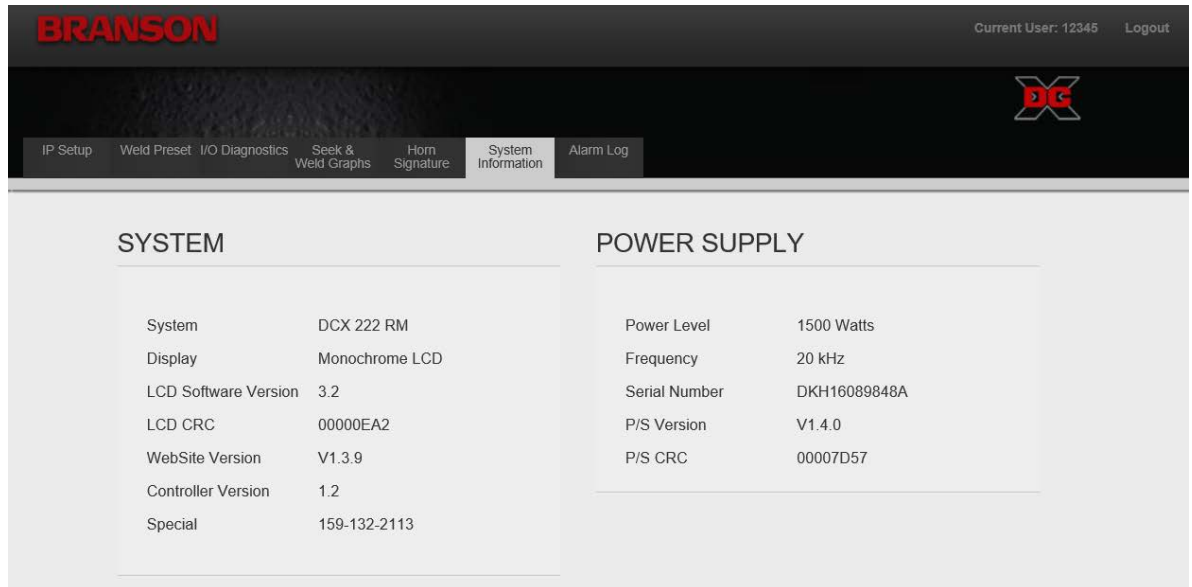 BRANSON
Current User: 12345 Logout
DCX
IP Setup Weld Preset I/O Diagnostics Seek & Weld Graphs Horn Signature System Information Alarm Log
SYSTEM
System DCX 222 RM
Display Monochrome LCD
LCD Software Version 3.2
LCD CRC 00000EA2
WebSite Version V1.3.9
Controller Version 1.2
Special 159-132-2113
POWER SUPPLY
Power Level 1500 Watts
Frequency 20 kHz
Serial Number DKH16089848A
P/S Version V1.4.0
P/S CRC 00007D57